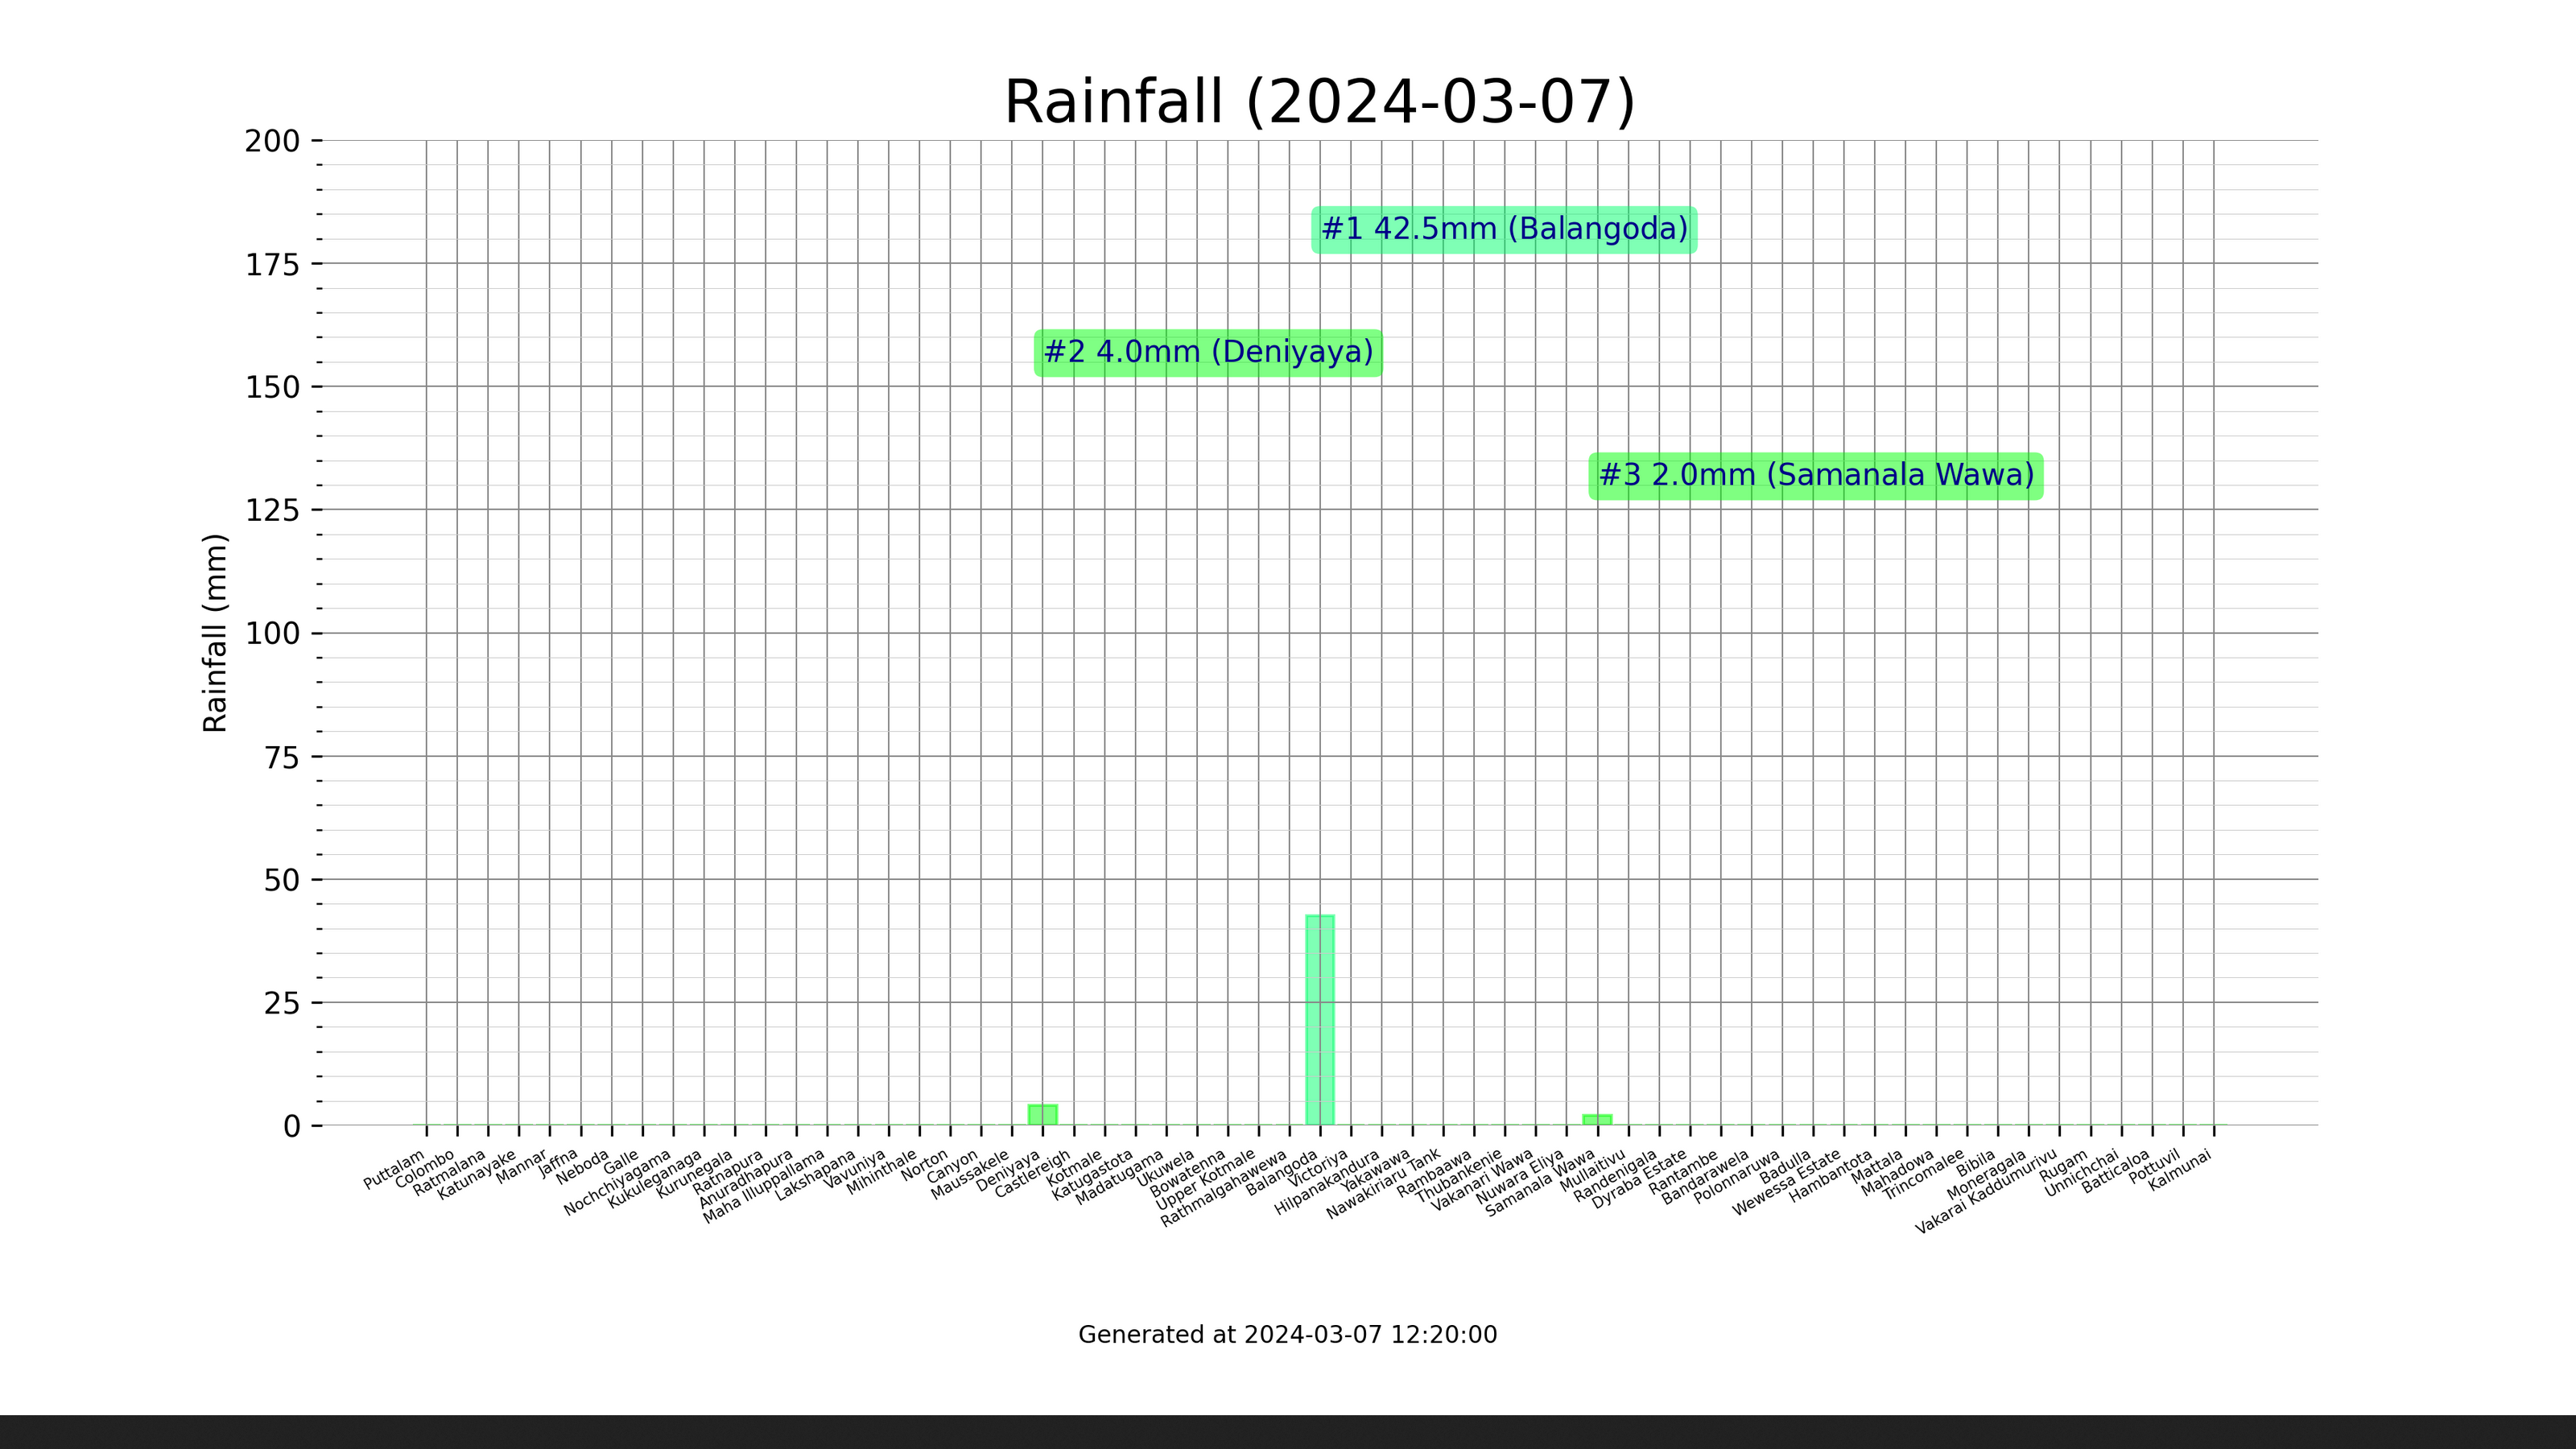 Rainfall (2024-03-07)
200
175
150
125
100
75
50
25
0
Rainfall (mm)
#1 42.5mm (Balangoda)
#2 4.0mm (Deniyaya)
#3 2.0mm (Samanala Wawa)
Puttalam
Colombo
Ratmalana
Katunayake
Mannar
Jaffna
Neboda
Galle
Nochchiyagama
Kukuleganaga
Kurunegala
Ratnapura
Anuradhapura
Maha Illuppallama
Lakshapana
Vavuniya
Mihinthale
Norton
Canyon
Maussakele
Deniyaya
Castlereigh
Kotmale
Katugastota
Madatugama
Ukuwela
Bowatenna
Upper Kotmale
Rathmalgahawewa
Balangoda
Victoriya
Hilpanakandura
Yakawawa
Nawakiriaru Tank
Rambaawa
Thubankenie
Vakanari Wawa
Nuwara Eliya
Samanala Wawa
Mullaitivu
Randenigala
Dyraba Estate
Rantambe
Bandarawela
Polonnaruwa
Badulla
Wewessa Estate
Hambantota
Mattala
Mahadowa
Trincomalee
Bibila
Moneragala
Vakarai Kaddumurivu
Rugam
Unnichchai
Batticaloa
Pottuvil
Kalmunai
Generated at 2024-03-07 12:20:00